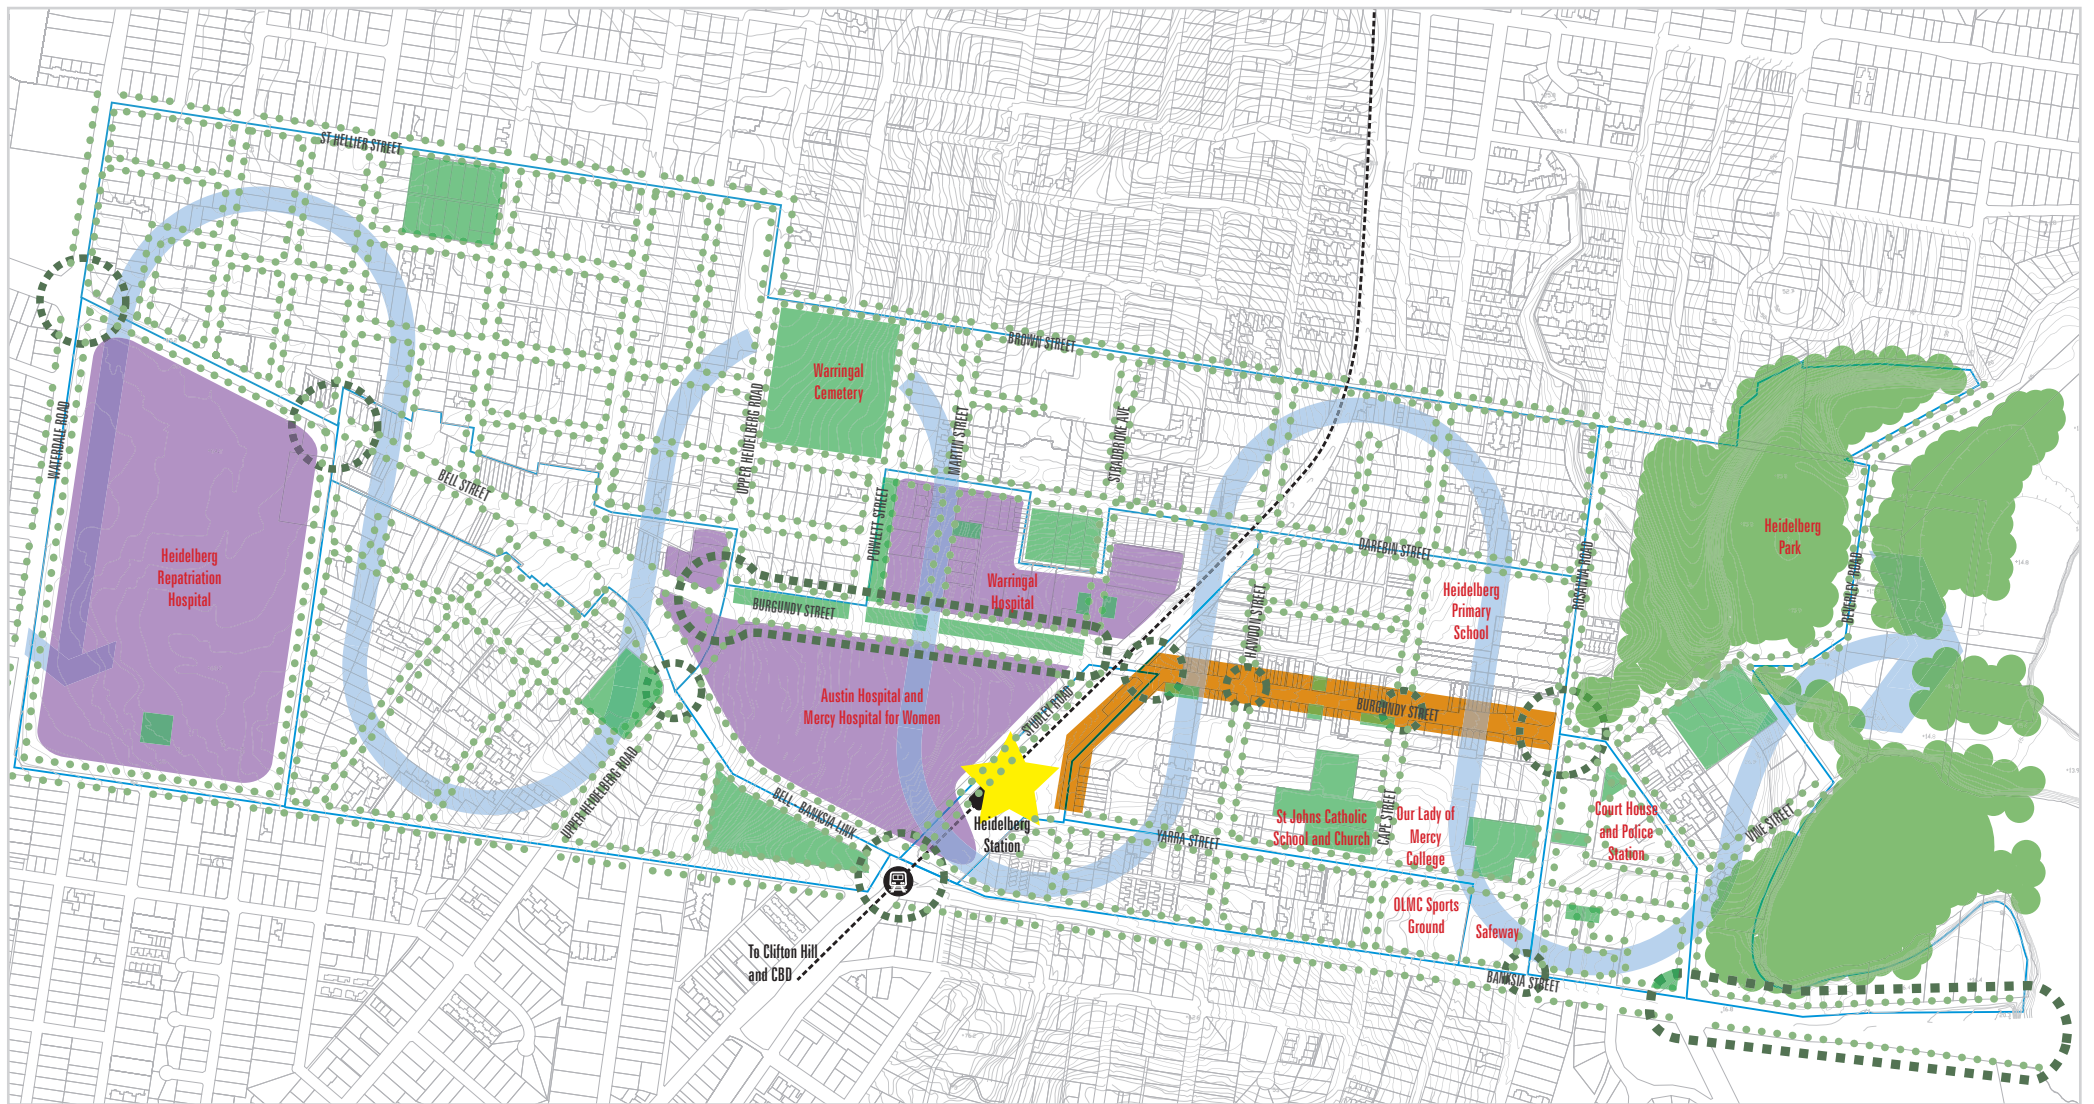 ST HELLIER STREET
BROWN STREET
Warringal
Cemetery
UPPER HEIDELBERG ROAD
MARTIN STREET
STRADBROKE AVE
WATERDALE ROAD
BELL STREET
POWLETT STREET
Heidelberg
Repatriation
Hospital
Warringal
Hospital
BURGUNDY STREET
DAREBIN STREET
HAWDON STREET
Heidelberg
Primary
School
ROSANNA ROAD
Heidelberg
Park
BEVERLEY ROAD
Austin Hospital and
Mercy Hospital for Women
STUDLEY ROAD
BURGUNDY STREET
UPPER HEIDELBERG ROAD
BELL - BANKSIA LINK
Heidelberg
Station
YARRA STREET
St Johns Catholic
School and Church
CAPE STREET
Our Lady of
Mercy
College
Court House
and Police
Station
VINE STREET
OLMC Sports
Ground
Safeway
To Clifton Hill
and CBD
BANKSIA STREET